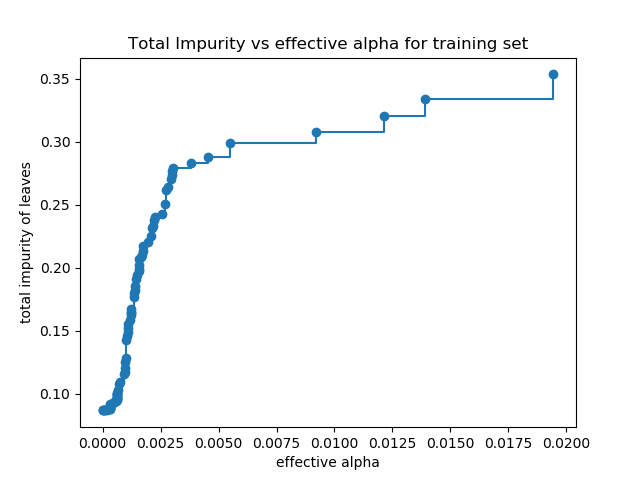 Total Impurity vs effective alpha for training set
0.35
0.30
0.25
0.20
0.15
0.10
total impurity of leaves
0.0000 0.0025 0.0050 0.0075 0.0100 0.0125 0.0150 0.0175 0.0200
effective alpha